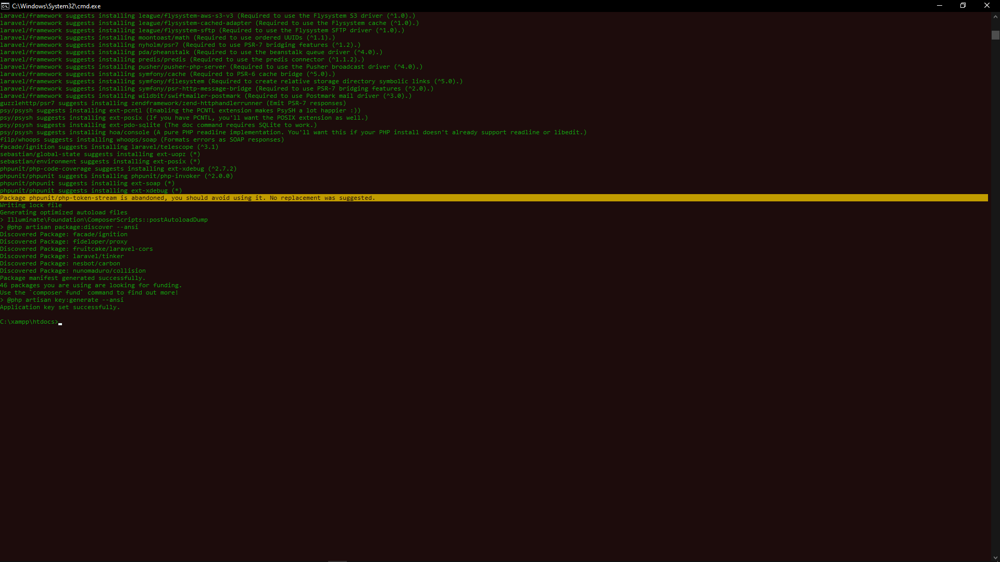 C:\Windows\System32\cmd.exe
laravel/framework suggests installing league/flysystem-aws-s3-v3 (Required to use the Flysystem S3 driver (^1.0).)
laravel/framework suggests installing league/flysystem-cached-adapter (Required to use the Flysystem cache (^1.0).)
laravel/framework suggests installing league/flysystem-sftp (Required to use the Flysystem SFTP driver (^1.0).)
laravel/framework suggests installing moontoast/math (Required to use ordered UUIDs (^1.1).)
laravel/framework suggests installing nyholm/psr7 (Required to use PSR-7 bridging features (^1.2).)
laravel/framework suggests installing pda/pheanstalk (Required to use the beanstalk queue driver (^4.0).)
laravel/framework suggests installing predis/predis (Required to use the predis connector (^1.1.2).)
laravel/framework suggests installing pusher/pusher-php-server (Required to use the Pusher broadcast driver (^4.0).)
laravel/framework suggests installing symfony/cache (Required to PSR-6 cache bridge (^5.0).)
laravel/framework suggests installing symfony/filesystem (Required to create relative storage directory symbolic links (^5.0).)
laravel/framework suggests installing symfony/psr-http-message-bridge (Required to use PSR-7 bridging features (^2.0).)
laravel/framework suggests installing wildbit/swiftmailer-postmark (Required to use Postmark mail driver (^3.0).)
guzzlehttp/psr7 suggests installing zendframework/zend-httphandlerrunner (Emit PSR-7 responses)
psy/psysh suggests installing ext-pcntl (Enabling the PCNTL extension makes PsySH a lot happier :))
psy/psysh suggests installing ext-posix (If you have PCNTL, you'll want the POSIX extension as well.)
psy/psysh suggests installing ext-pdo-sqlite (The doc command requires SQLite to work.)
psy/psysh suggests installing hoa/console (A pure PHP readline implementation. You'll want this if your PHP install doesn't already support readline or libedit.)
filp/whoops suggests installing whoops/soap (Formats errors as SOAP responses)
facade/ignition suggests installing laravel/telescope (^3.1)
sebastian/global-state suggests installing ext-uopz (*)
sebastian/environment suggests installing ext-posix (*)
phpunit/php-code-coverage suggests installing ext-xdebug (^2.7.2)
phpunit/phpunit suggests installing phpunit/php-invoker (^2.0.0)
phpunit/phpunit suggests installing ext-soap (*)
phpunit/phpunit suggests installing ext-xdebug (*)
Package phpunit/php-token-stream is abandoned, you should avoid using it. No replacement was suggested.
Writing lock file
Generating optimized autoload files
> Illuminate\Foundation\ComposerScripts::postAutoloadDump
> @php artisan package:discover --ansi
Discovered Package: facade/ignition
Discovered Package: fideloper/proxy
Discovered Package: fruitcake/laravel-cors
Discovered Package: laravel/tinker
Discovered Package: nesbot/carbon
Discovered Package: nunomaduro/collision
Package manifest generated successfully.
46 packages you are using are looking for funding.
Use the `composer fund` command to find out more!
> @php artisan key:generate --ansi
Application key set successfully.
C:\xampp\htdocs>